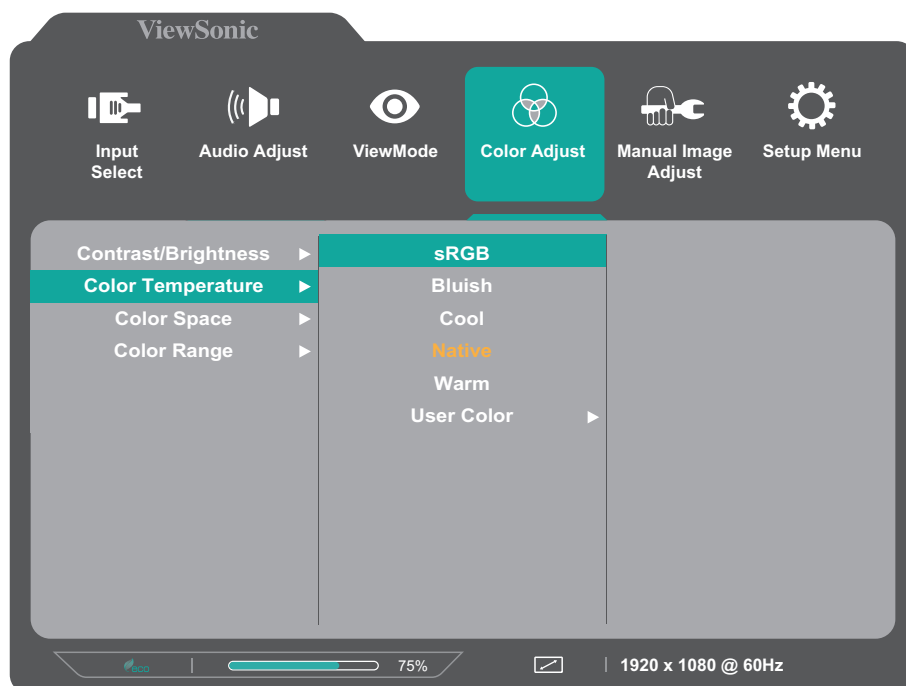 ViewSonic
Input
Select
Audio Adjust
ViewMode
Color Adjust
Manual Image
Adjust
Setup Menu
Contrast/Brightness
Color Temperature
Color Space
Color Range
sRGB
Bluish
Cool
Native
Warm
User Color
eco
75%
1920 x 1080 @ 60Hz